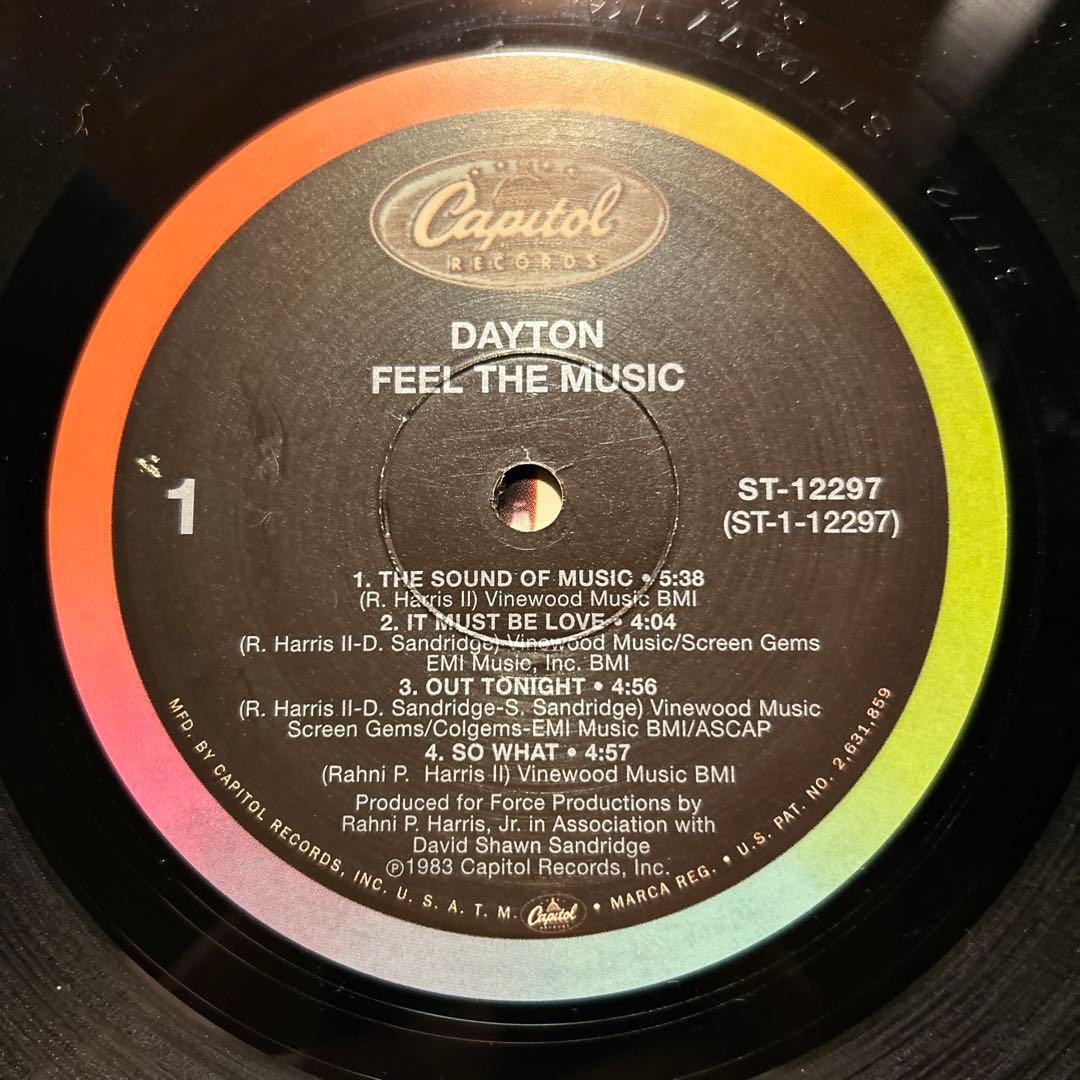 Capitol
RECORDS
DAYTON
FEEL THE MUSIC
1
ST-12297
(ST-1-12297)
1. THE SOUND OF MUSIC • 5:38
(R. Harris II) Vinewood Music BMI
2. IT MUST BE LOVE • 4:04
(R. Harris II-D. Sandridge) Vinewood Music/Screen Gems
EMI Music, Inc. BMI
3. OUT TONIGHT • 4:56
(R. Harris II-D. Sandridge-S. Sandridge) Vinewood Music
Screen Gems/Colgems-EMI Music BMI/ASCAP
4. SO WHAT • 4:57
(Rahni P. Harris II) Vinewood Music BMI
Produced for Force Productions by
Rahni P. Harris, Jr. in Association with
David Shawn Sandridge
℗1983 Capitol Records, Inc.
MFD. BY CAPITOL RECORDS, INC. U. S. A. T. M. Capitol • MARCA REG. • U.S. PAT. NO. 2,631,859